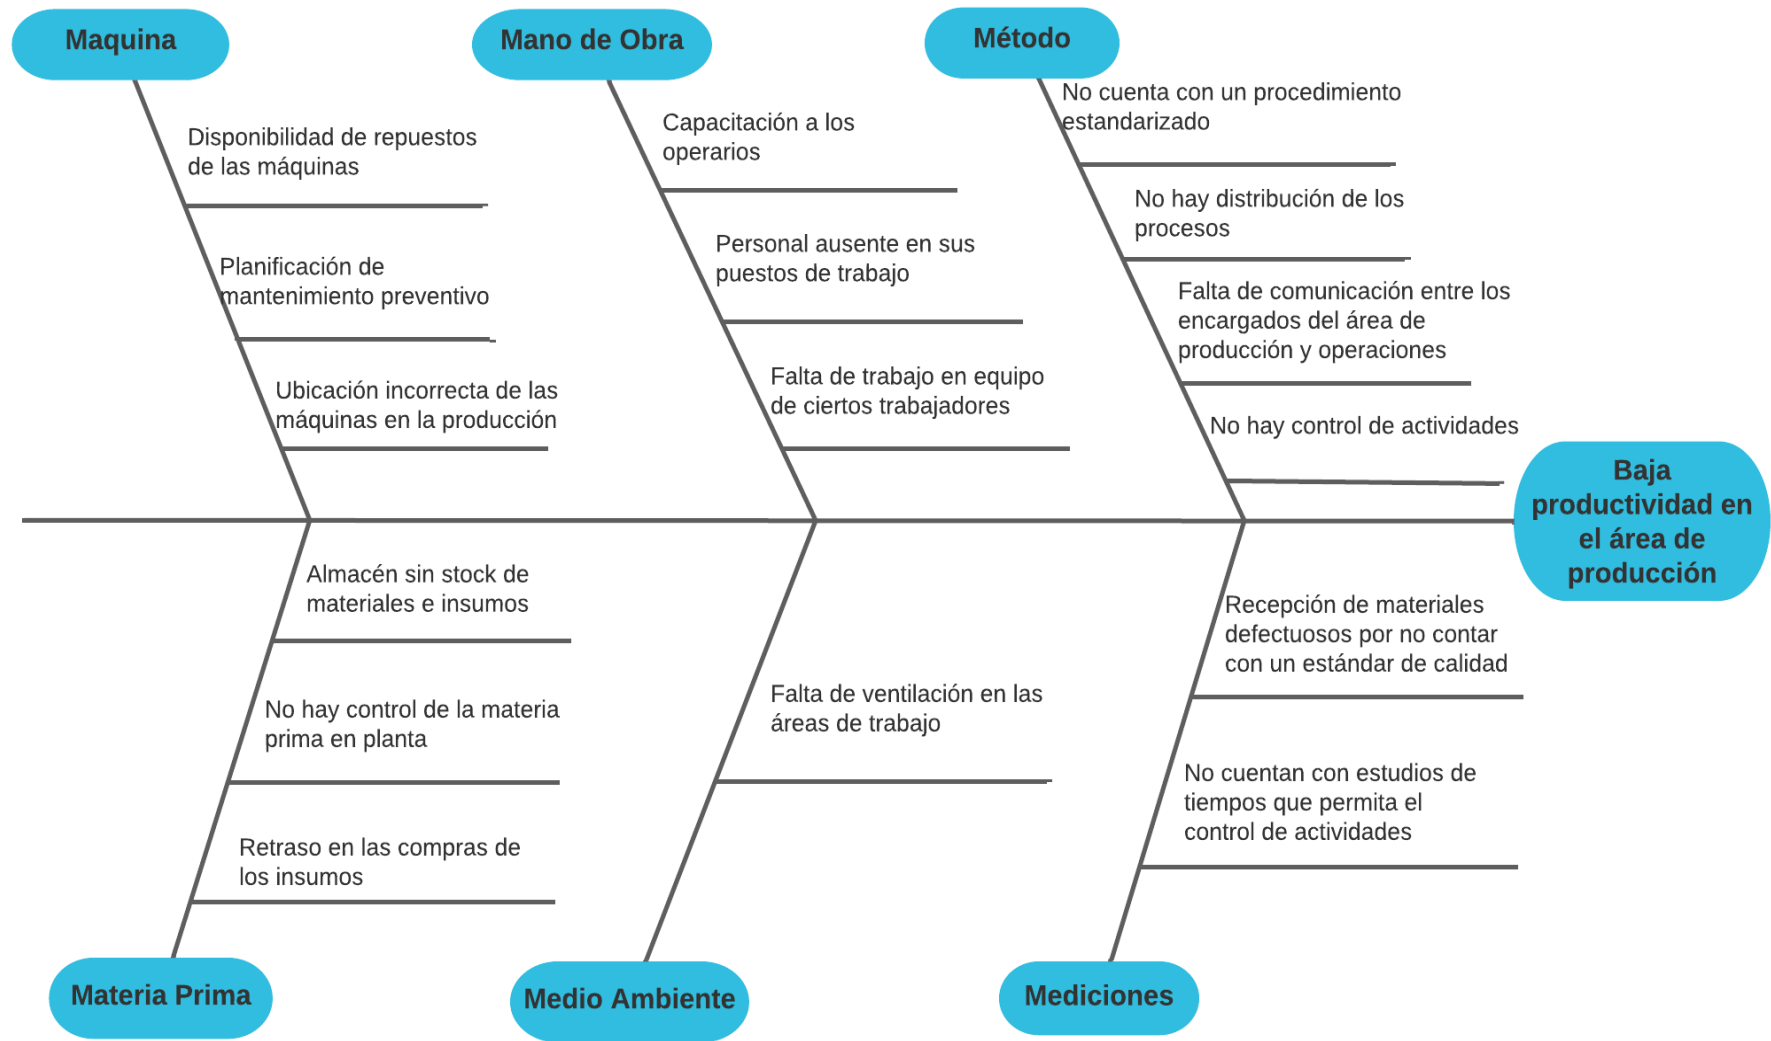 Maquina
Mano de Obra
Método
Disponibilidad de repuestos
de las máquinas
Planificación de
mantenimiento preventivo
Ubicación incorrecta de las
máquinas en la producción
Capacitación a los
operarios
Personal ausente en sus
puestos de trabajo
Falta de trabajo en equipo
de ciertos trabajadores
No cuenta con un procedimiento
estandarizado
No hay distribución de los
procesos
Falta de comunicación entre los
encargados del área de
producción y operaciones
No hay control de actividades
Baja
productividad en
el área de
producción
Almacén sin stock de
materiales e insumos
No hay control de la materia
prima en planta
Retraso en las compras de
los insumos
Falta de ventilación en las
áreas de trabajo
Recepción de materiales
defectuosos por no contar
con un estándar de calidad
No cuentan con estudios de
tiempos que permita el
control de actividades
Materia Prima
Medio Ambiente
Mediciones